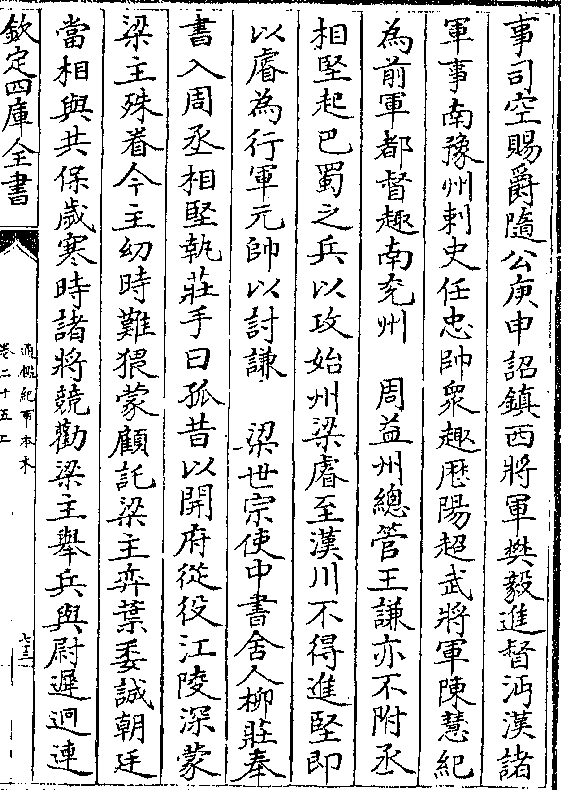 事司空賜爵隨公庚申詔鎮西將軍樊毅進督沔漢諸
軍事南豫州刺史任忠帥衆趣厯陽超武將軍陳慧紀
為前軍都督趣南兖州　周益州總管王謙亦不附丞
相堅起巴蜀之兵以攻始州梁睿至漢川不得進堅即
以睿為行軍元帥以討謙　梁世宗使中書舍人柳莊奉
書入周丞相堅執莊手曰孤昔以開府從役江陵深蒙
梁主殊眷今主幼時難猥蒙顧託梁主奕葉委誠朝廷
當相與共保歲寒時諸將競勸梁主舉兵與尉遲迥連
欽定四庫全書
通鑑紀事本末
卷二十五上